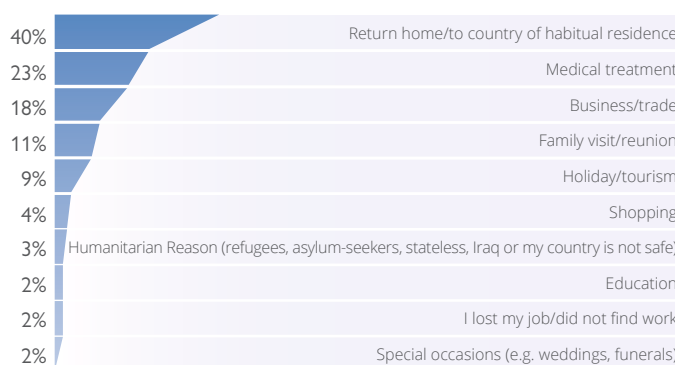 40% Return home/to country of habitual residence
23% Medical treatment
18% Business/trade
11% Family visit/reunion
9% Holiday/tourism
4% Shopping
3% Humanitarian Reason (refugees, asylum-seekers, stateless, Iraq or my country is not safe)
2% Education
2% I lost my job/did not find work
2% Special occasions (e.g. weddings, funerals)